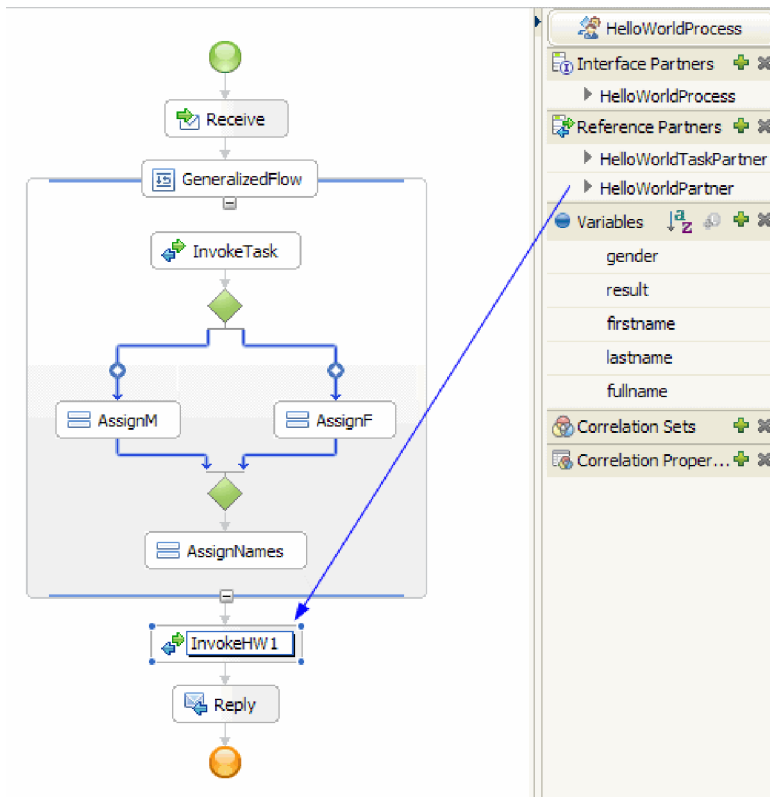 Receive
GeneralizedFlow
InvokeTask
AssignM
AssignF
AssignNames
InvokeHW1
Reply
HelloWorldProcess
Interface Partners
HelloWorldProcess
Reference Partners
HelloWorldTaskPartner
HelloWorldPartner
Variables
gender
result
firstname
lastname
fullname
Correlation Sets
Correlation Proper...